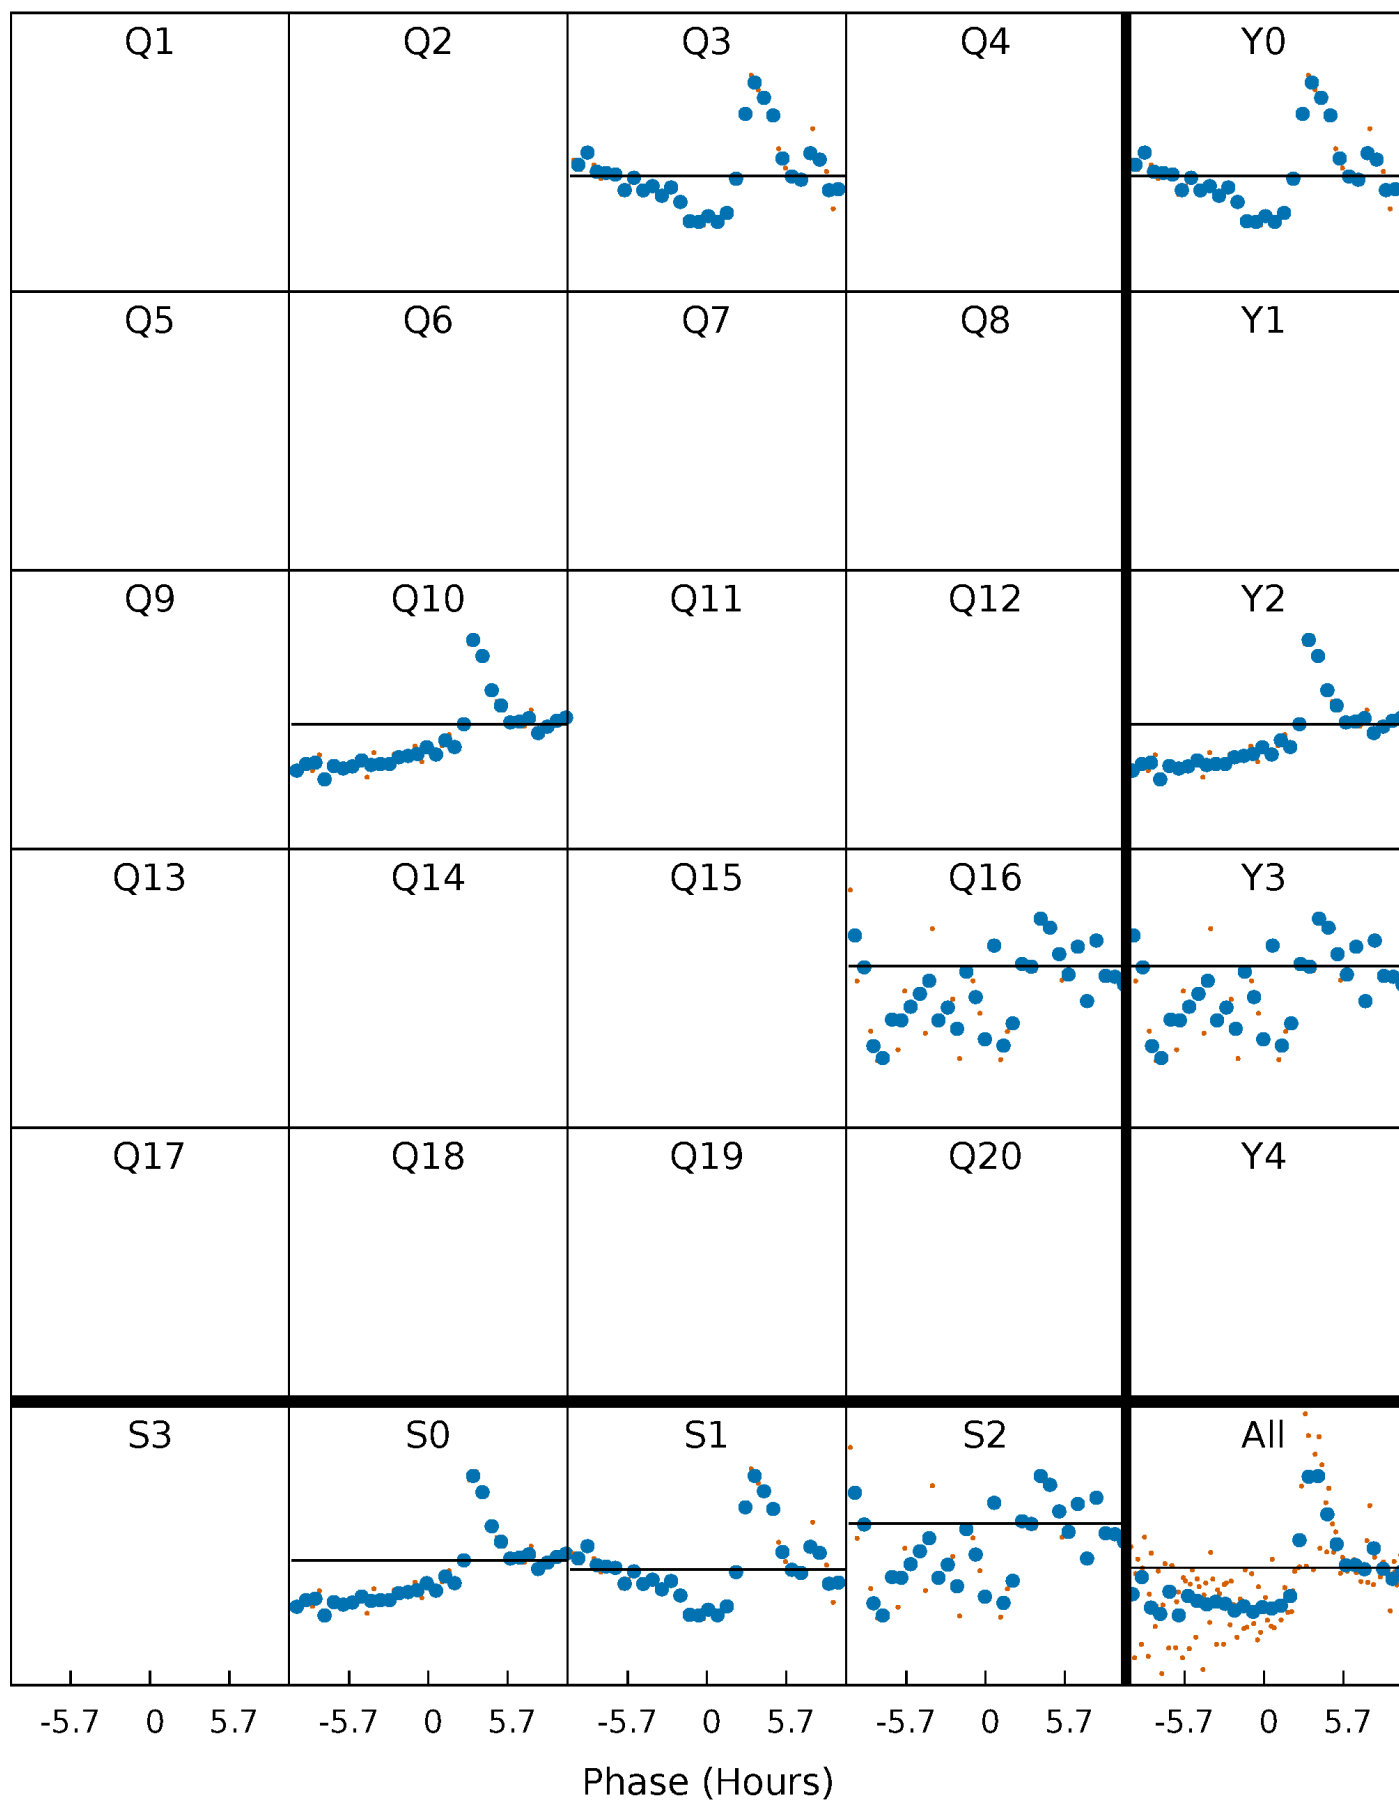 Q1 Q2 Q3 Q4 Y0
Q5 Q6 Q7 Q8 Y1
Q9 Q10 Q11 Q12 Y2
Q13 Q14 Q15 Q16 Y3
Q17 Q18 Q19 Q20 Y4
S3 S0 S1 S2 All
-5.7 0 5.7 -5.7 0 5.7 -5.7 0 5.7 -5.7 0 5.7 -5.7 0 5.7
Phase (Hours)